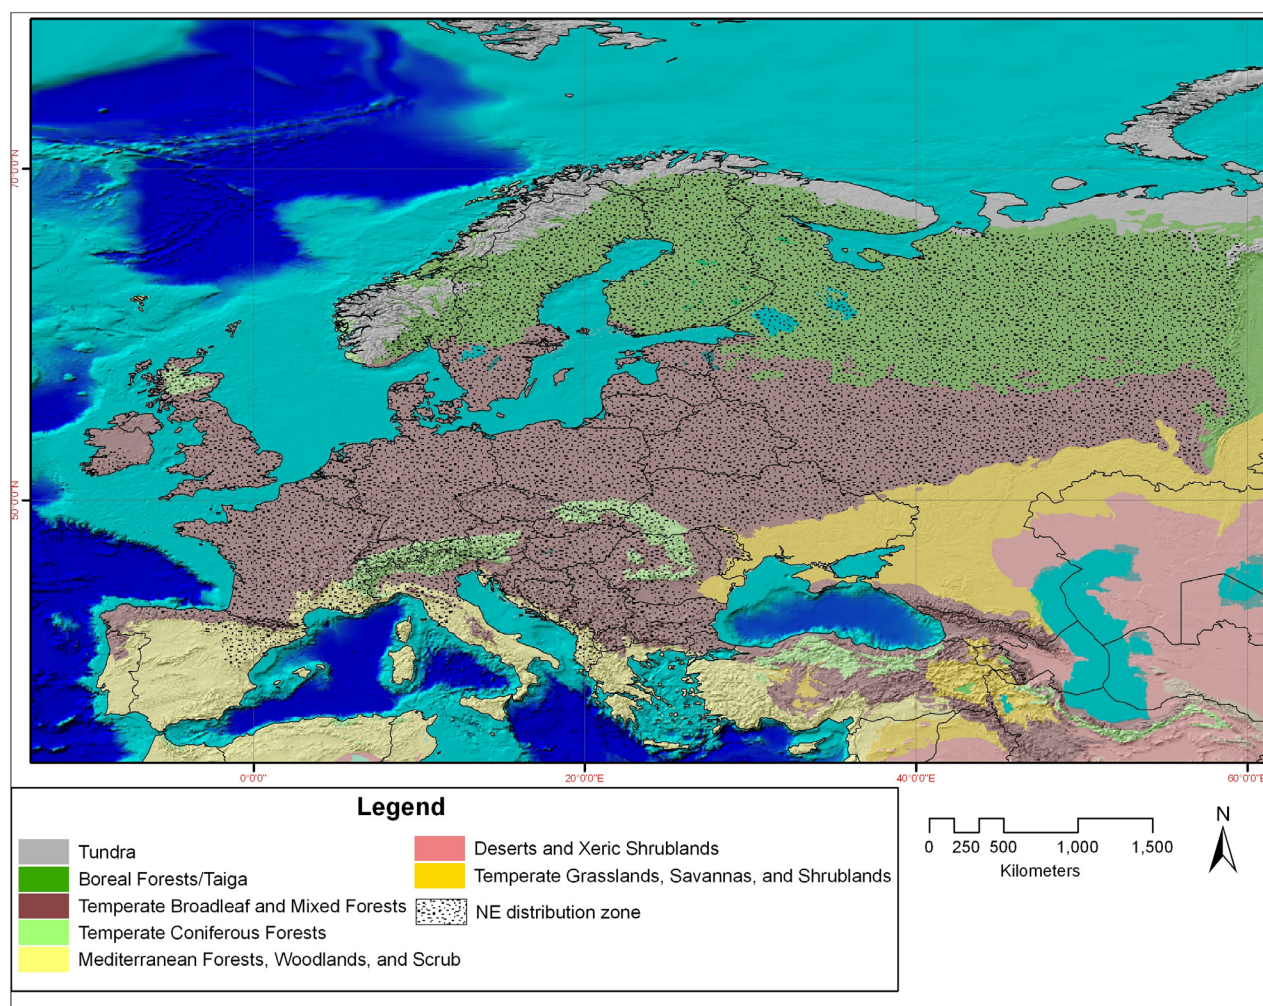 70°0'0"N
50°0'0"N
0°0'0"
20°0'0"E
40°0'0"E
60°0'0"E
Legend
Tundra
Boreal Forests/Taiga
Temperate Broadleaf and Mixed Forests
Temperate Coniferous Forests
Mediterranean Forests, Woodlands, and Scrub
Deserts and Xeric Shrublands
Temperate Grasslands, Savannas, and Shrublands
NE distribution zone
0 250 500 1,000 1,500
Kilometers
N